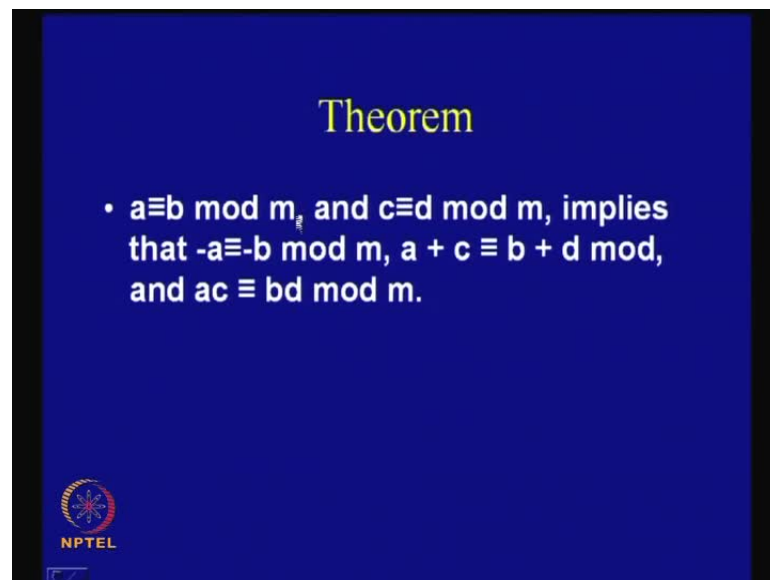 Theorem
• a≡b mod m, and c≡d mod m, implies
that -a≡-b mod m, a + c ≡ b + d mod,
and ac ≡ bd mod m.
NPTEL